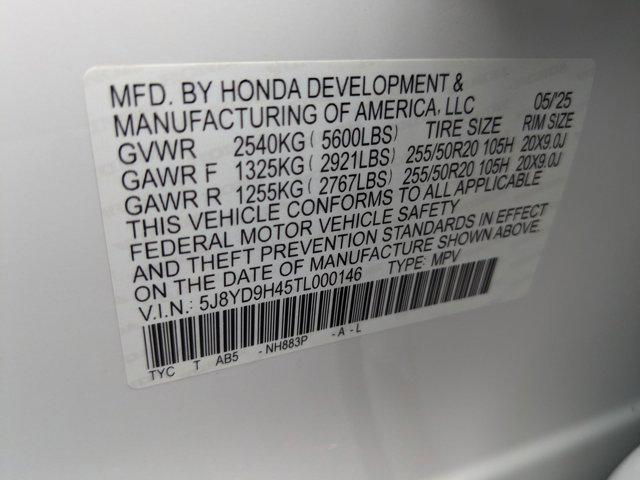 MFD. BY HONDA DEVELOPMENT &
MANUFACTURING OF AMERICA, LLC 05/'25
GVWR 2540KG ( 5600LBS) TIRE SIZE RIM SIZE
GAWR F 1325KG ( 2921LBS) 255/50R20 105H 20X9.0J
GAWR R 1255KG ( 2767LBS) 255/50R20 105H 20X9.0J
THIS VEHICLE CONFORMS TO ALL APPLICABLE
FEDERAL MOTOR VEHICLE SAFETY
AND THEFT PREVENTION STANDARDS IN EFFECT
ON THE DATE OF MANUFACTURE SHOWN ABOVE.
V.I.N.: 5J8YD9H45TL000146 TYPE: MPV
TYC T AB5 -NH883P -A-L